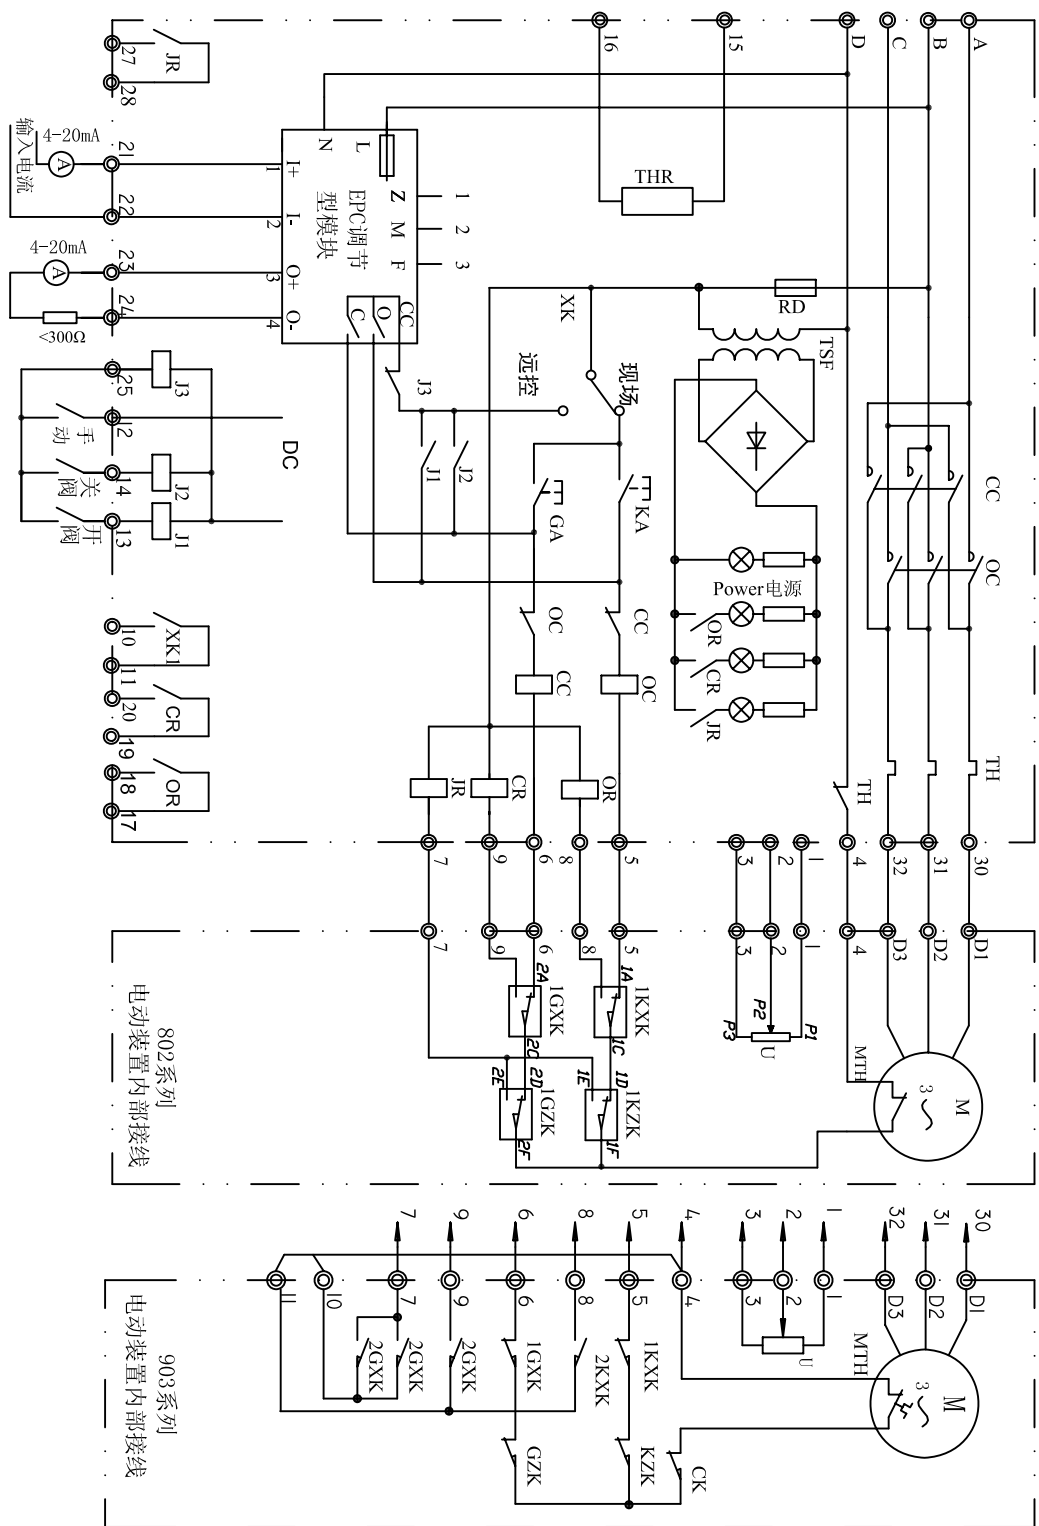 A
B
C
D
15
16
THR
RD
TSF
CC
OC
TH
TH
Power电源
OR
CR
JR
XK
现场
远控
KA
GA
J3
J2
J1
OC
CC
CC
OC
JR
CR
OR
N
L
Z
M
F
1
2
3
EPC调节
型模块
I+
I-
O+
O-
1
2
3
4
CC
O
C
JR
27
28
4-20mA
A
输入电流
21
22
4-20mA
A
23
24
<300Ω
25
J3
12
手动
14
关阀
J2
13
开阀
J1
DC
10
XK1
11
20
CR
19
18
OR
17
7
9
6
8
5
3
2
1
4
32
31
30
7
9
6
8
5
3
2
1
4
D3
D2
D1
2A
1GXK
2C
1A
1KXK
1C
2E
2D
1GZK
2F
1E
1D
1KZK
1F
P3
P2
P1
U
MTH
3
M
802系列
电动装置内部接线
7
9
6
8
5
4
3
2
1
32
31
30
11
10
7
9
6
8
5
4
3
2
1
D3
D2
D1
2GXK
2GXK
2GXK
1GXK
2KXK
1KXK
U
MTH
3
M
GZK
KZK
CK
903系列
电动装置内部接线